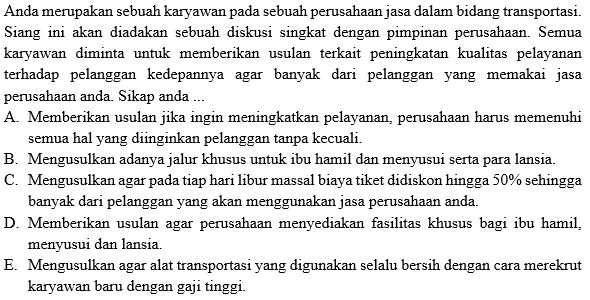 Anda merupakan sebuah karyawan pada sebuah perusahaan jasa dalam bidang transportasi.
Siang ini akan diadakan sebuah diskusi singkat dengan pimpinan perusahaan. Semua
karyawan diminta untuk memberikan usulan terkait peningkatan kualitas pelayanan
terhadap pelanggan kedepannya agar banyak dari pelanggan yang memakai jasa
perusahaan anda. Sikap anda ...
A. Memberikan usulan jika ingin meningkatkan pelayanan, perusahaan harus memenuhi
semua hal yang diinginkan pelanggan tanpa kecuali.
B. Mengusulkan adanya jalur khusus untuk ibu hamil dan menyusui serta para lansia.
C. Mengusulkan agar pada tiap hari libur massal biaya tiket didiskon hingga 50% sehingga
banyak dari pelanggan yang akan menggunakan jasa perusahaan anda.
D. Memberikan usulan agar perusahaan menyediakan fasilitas khusus bagi ibu hamil,
menyusui dan lansia.
E. Mengusulkan agar alat transportasi yang digunakan selalu bersih dengan cara merekrut
karyawan baru dengan gaji tinggi.